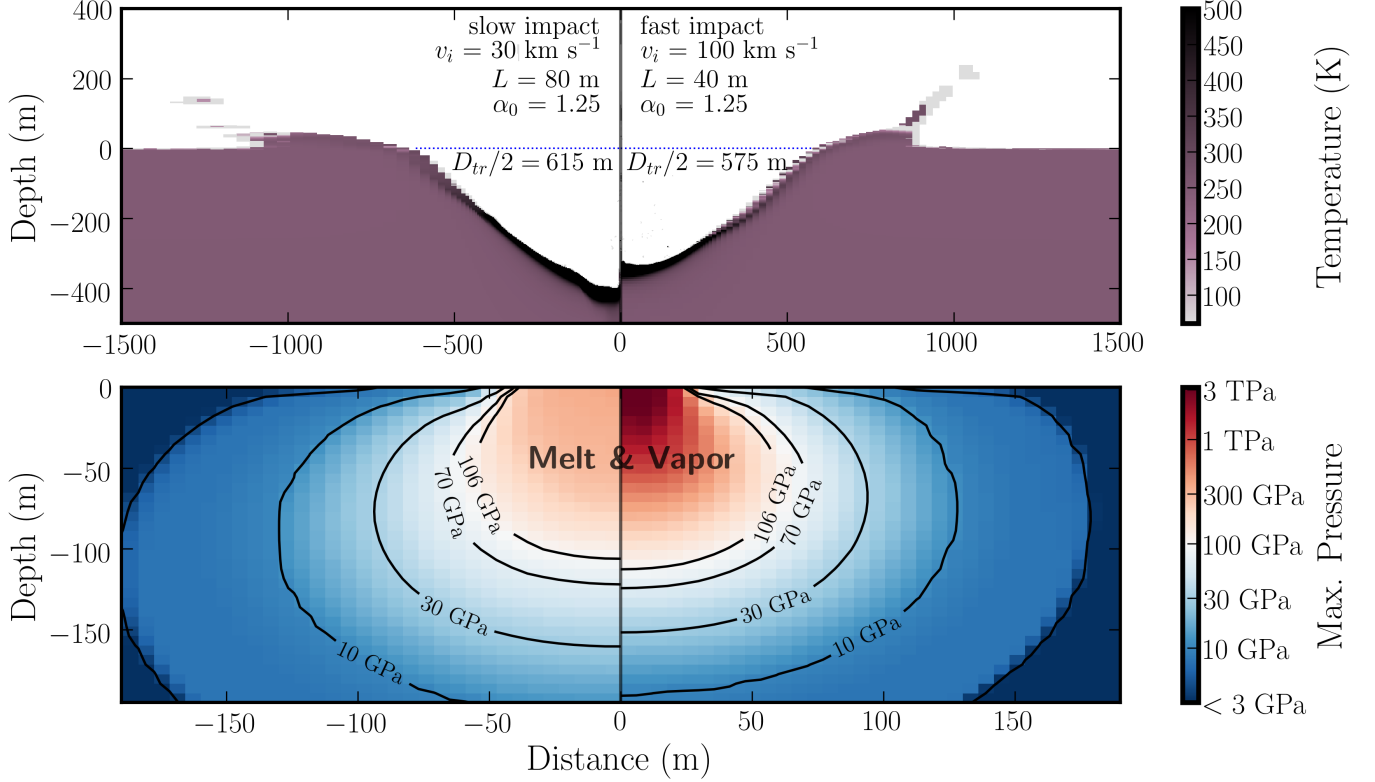 400
200
0
−200
−400
Depth (m)
slow impact
v_i = 30 km s⁻¹
L = 80 m
α₀ = 1.25
D_tr/2 = 615 m
fast impact
v_i = 100 km s⁻¹
L = 40 m
α₀ = 1.25
D_tr/2 = 575 m
−1500
−1000
−500
0
500
1000
1500
500
450
400
350
300
250
200
150
100
Temperature (K)
0
−50
−100
−150
Depth (m)
Melt & Vapor
106 GPa
70 GPa
30 GPa
10 GPa
106 GPa
70 GPa
30 GPa
10 GPa
−150
−100
−50
0
50
100
150
Distance (m)
3 TPa
1 TPa
300 GPa
100 GPa
30 GPa
10 GPa
< 3 GPa
Max. Pressure